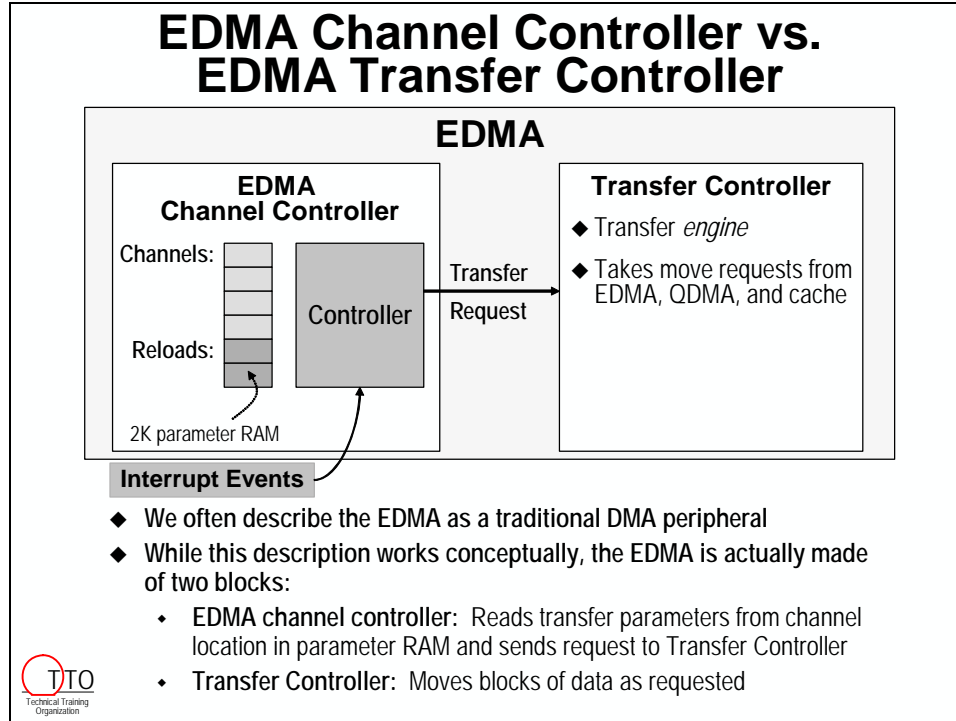 EDMA Channel Controller vs.
EDMA Transfer Controller
EDMA
EDMA
Channel Controller
Channels:
Reloads:
Controller
2K parameter RAM
Transfer
Request
Transfer Controller
◆ Transfer engine
◆ Takes move requests from
EDMA, QDMA, and cache
Interrupt Events
◆ We often describe the EDMA as a traditional DMA peripheral
◆ While this description works conceptually, the EDMA is actually made
of two blocks:
◆ EDMA channel controller: Reads transfer parameters from channel
location in parameter RAM and sends request to Transfer Controller
◆ Transfer Controller: Moves blocks of data as requested
TTO
Technical Training
Organization